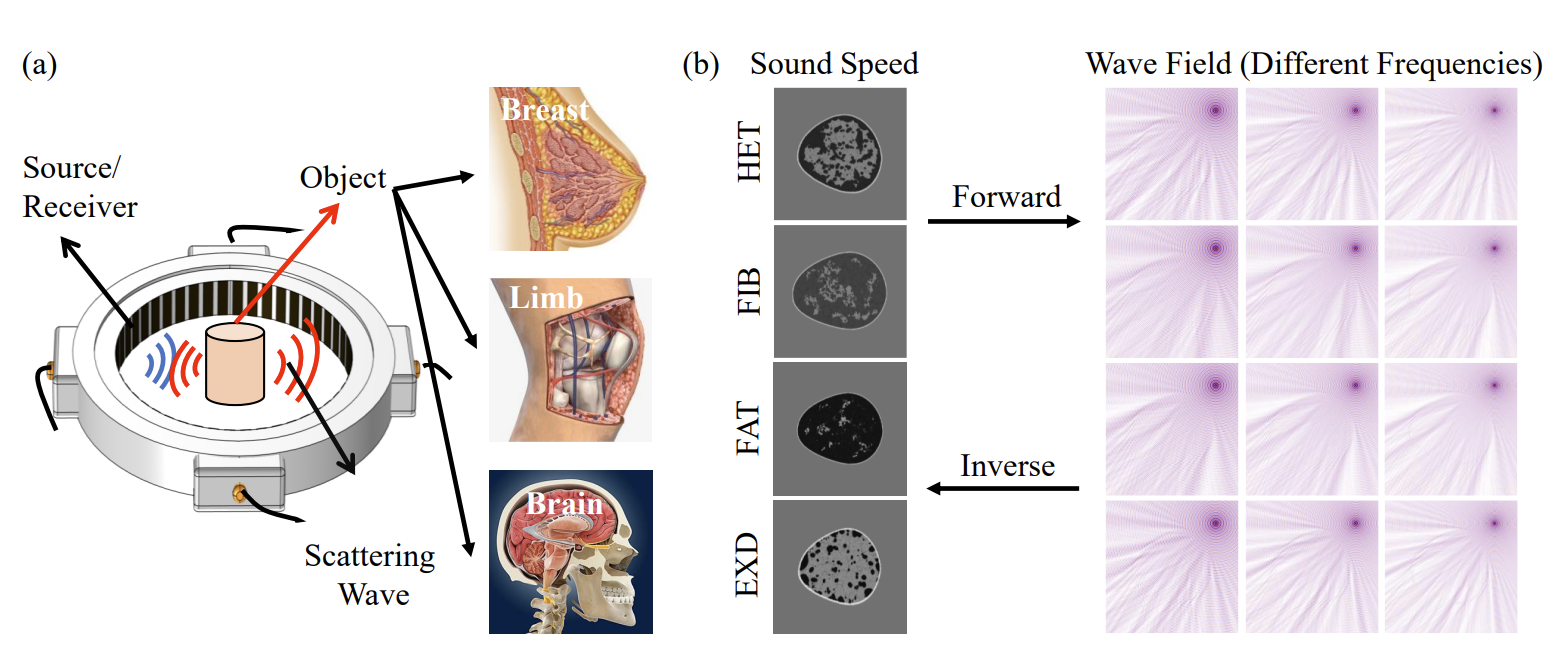 (a)
Source/
Receiver
Object
Breast
Limb
Brain
Scattering
Wave
(b)
Sound Speed
Wave Field (Different Frequencies)
HET
FIB
FAT
EXD
Forward
Inverse